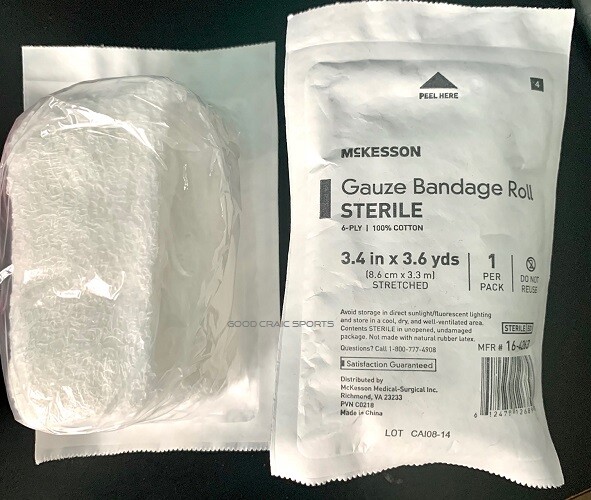 PEEL HERE
4
McKESSON
Gauze Bandage Roll
STERILE
6-PLY | 100% COTTON
3.4 in x 3.6 yds
(8.6 cm x 3.3 m)
STRETCHED
1
PER
PACK
2
DO NOT
REUSE
Avoid storage in direct sunlight/fluorescent lighting
and store in a cool, dry, and well-ventilated area.
Contents STERILE in unopened, undamaged
package. Not made with natural rubber latex.
Questions? Call 1-800-777-4908
STERILE
MFR # 16-
Satisfaction Guaranteed
Distributed by
McKesson Medical-Surgical Inc.
Richmond, VA 23233
PVN C0218
Made in China
LOT CAI08-14
GOOD CRAIC SPORTS